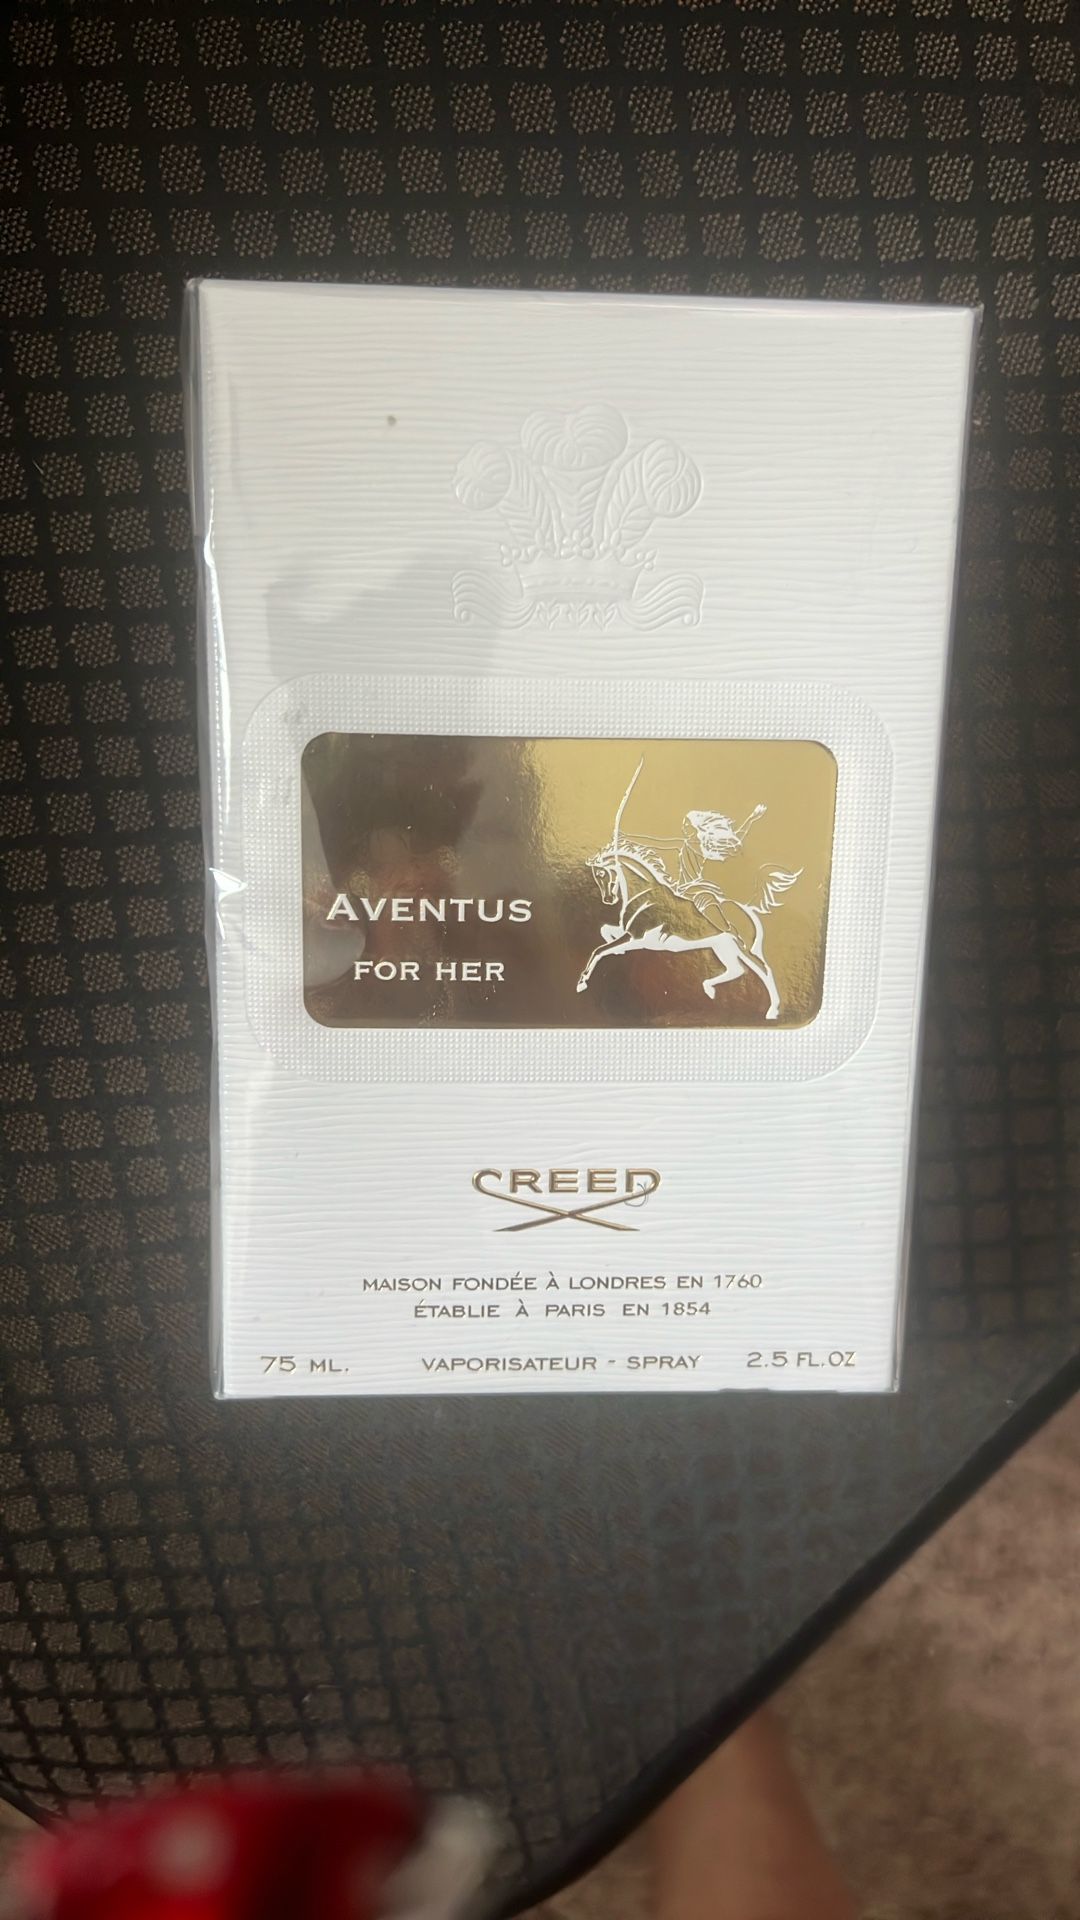 AVENTUS
FOR HER
CREED
MAISON FONDÉE À LONDRES EN 1760
ÉTABLIE À PARIS EN 1854
75 ML. VAPORISATEUR - SPRAY 2.5 FL.OZ